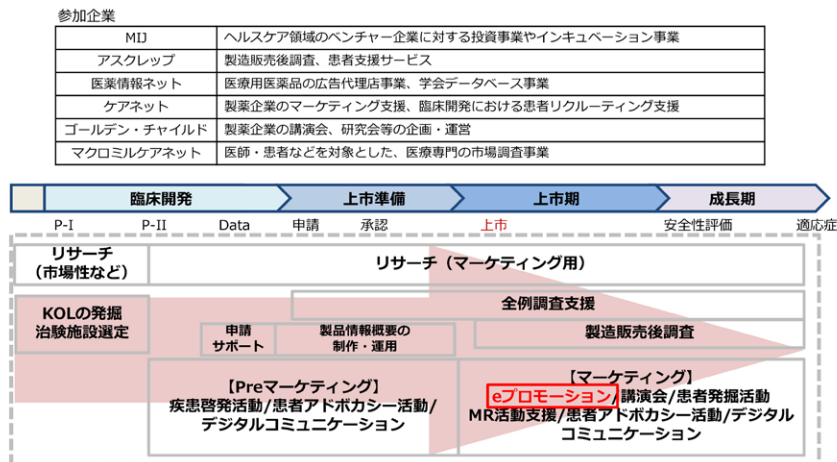 参加企業
MIJ ヘルスケア領域のベンチャー企業に対する投資事業やインキュベーション事業
アスクレップ 製造販売後調査、患者支援サービス
医薬情報ネット 医療用医薬品の広告代理店事業、学会データベース事業
ケアネット 製薬企業のマーケティング支援、臨床開発における患者リクルーティング支援
ゴールデン・チャイルド 製薬企業の講演会、研究会等の企画・運営
マクロミルケアネット 医師・患者などを対象とした、医療専門の市場調査事業
臨床開発 上市準備 上市期 成長期
P-I P-II Data 申請 承認 上市 安全性評価 適応症
リサーチ
(市場性など)
リサーチ(マーケティング用)
全例調査支援
KOLの発掘
治験施設選定
申請
サポート
製品情報概要の
制作・運用
製造販売後調査
【Preマーケティング】
疾患啓発活動/患者アドボカシー活動/
デジタルコミュニケーション
【マーケティング】
eプロモーション/講演会/患者発掘活動
MR活動支援/患者アドボカシー活動/デジタル
コミュニケーション